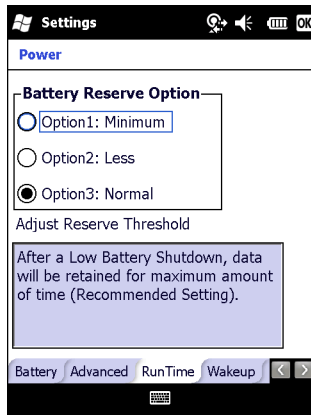 Settings
OK
Power
Battery Reserve Option
Option1: Minimum
Option2: Less
Option3: Normal
Adjust Reserve Threshold
After a Low Battery Shutdown, data
will be retained for maximum amount
of time (Recommended Setting).
Battery Advanced RunTime Wakeup